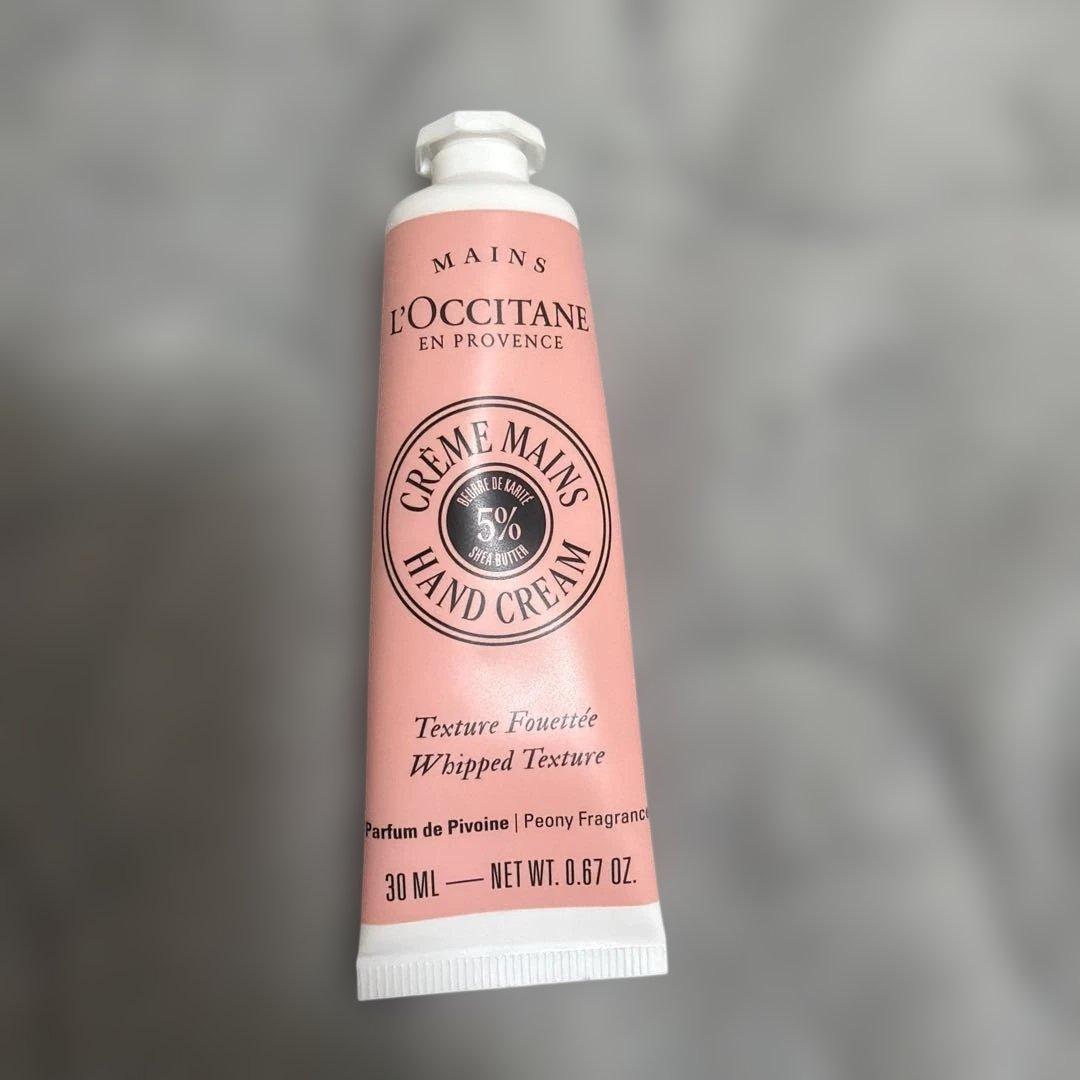 MAINS
L'OCCITANE
EN PROVENCE
CRÈME MAINS
BEURRE DE KARITÉ
5%
SHEA BUTTER
HAND CREAM
Texture Fouettée
Whipped Texture
Parfum de Pivoine | Peony Fragrance
30 ML — NET WT. 0.67 OZ.